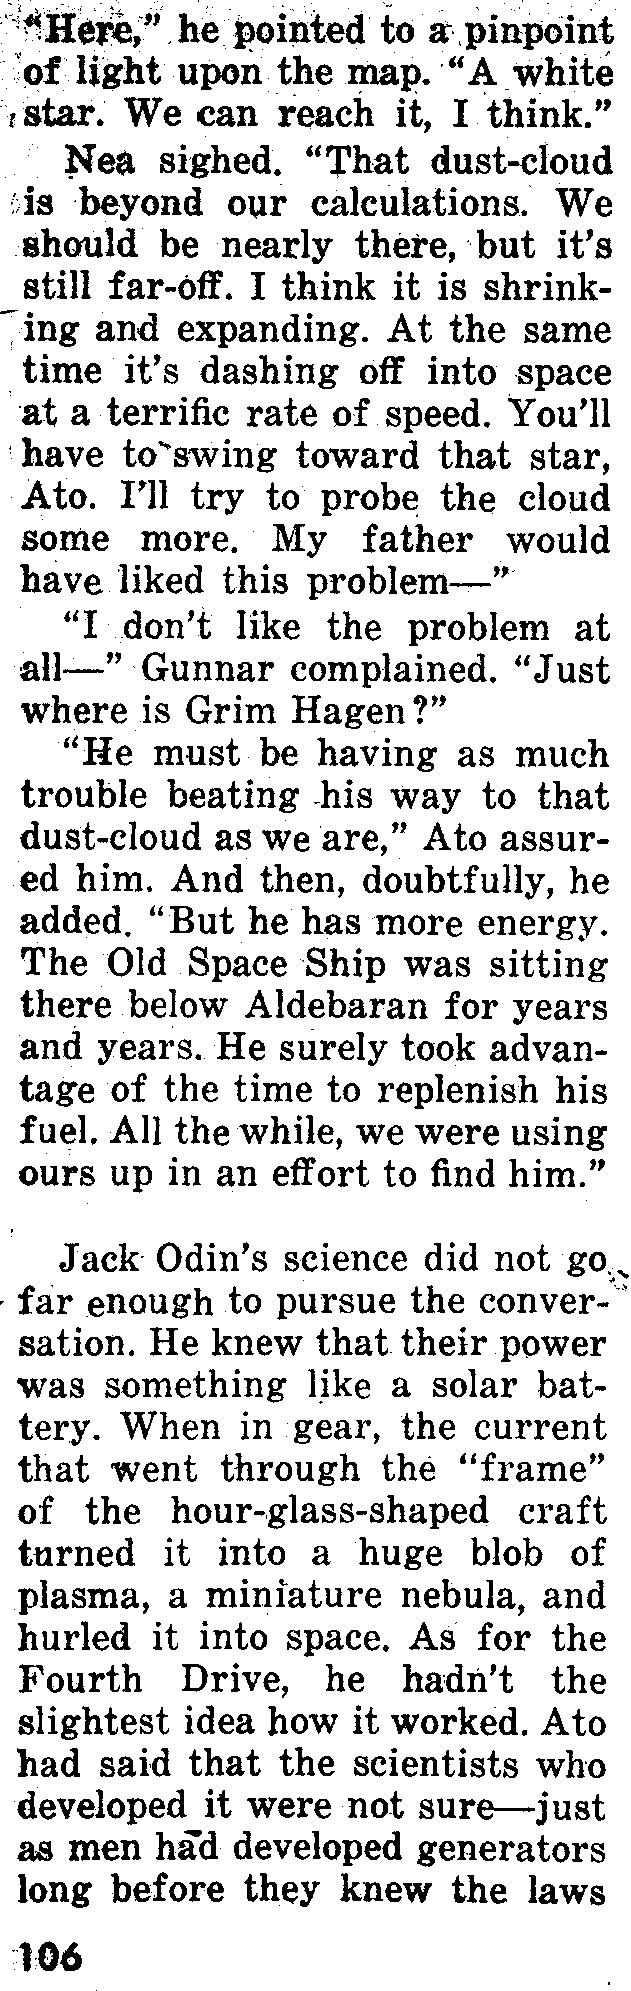 "Here," he pointed to a pinpoint
of light upon the map. "A white
star. We can reach it, I think."
Nea sighed. "That dust-cloud
is beyond our calculations. We
should be nearly there, but it's
still far-off. I think it is shrink-
ing and expanding. At the same
time it's dashing off into space
at a terrific rate of speed. You'll
have to swing toward that star,
Ato. I'll try to probe the cloud
some more. My father would
have liked this problem—"
"I don't like the problem at
all—" Gunnar complained. "Just
where is Grim Hagen?"
"He must be having as much
trouble beating his way to that
dust-cloud as we are," Ato assur-
ed him. And then, doubtfully, he
added. "But he has more energy.
The Old Space Ship was sitting
there below Aldebaran for years
and years. He surely took advan-
tage of the time to replenish his
fuel. All the while, we were using
ours up in an effort to find him."
Jack Odin's science did not go
far enough to pursue the conver-
sation. He knew that their power
was something like a solar bat-
tery. When in gear, the current
that went through the "frame"
of the hour-glass-shaped craft
turned it into a huge blob of
plasma, a miniature nebula, and
hurled it into space. As for the
Fourth Drive, he hadn't the
slightest idea how it worked. Ato
had said that the scientists who
developed it were not sure—just
as men had developed generators
long before they knew the laws
106